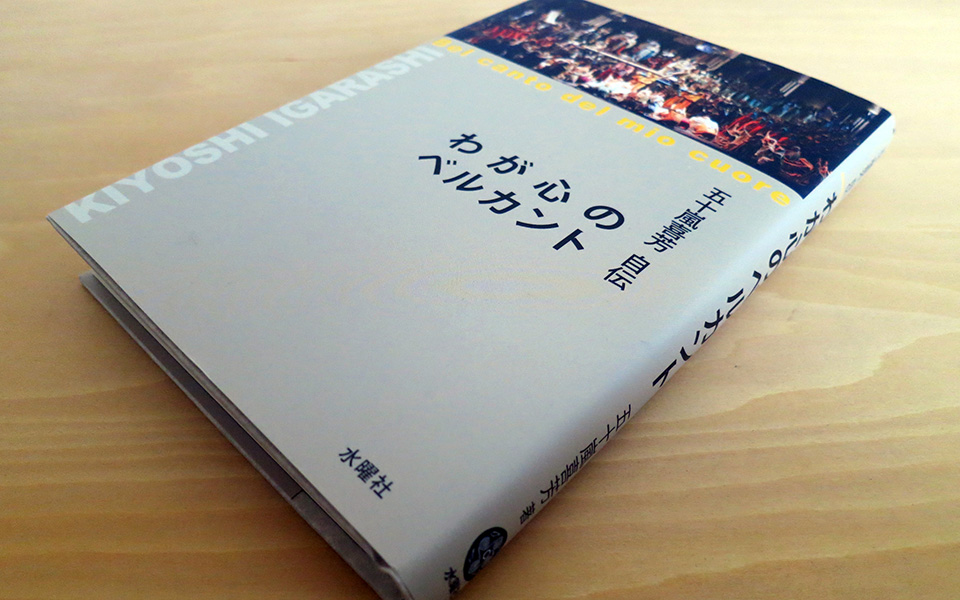 KIYOSHI IGARASHI
Bel canto del mio cuore
わが心の
ベルカント
五十嵐喜芳 自伝
水曜社
わが心のベルカント
五十嵐喜芳 著